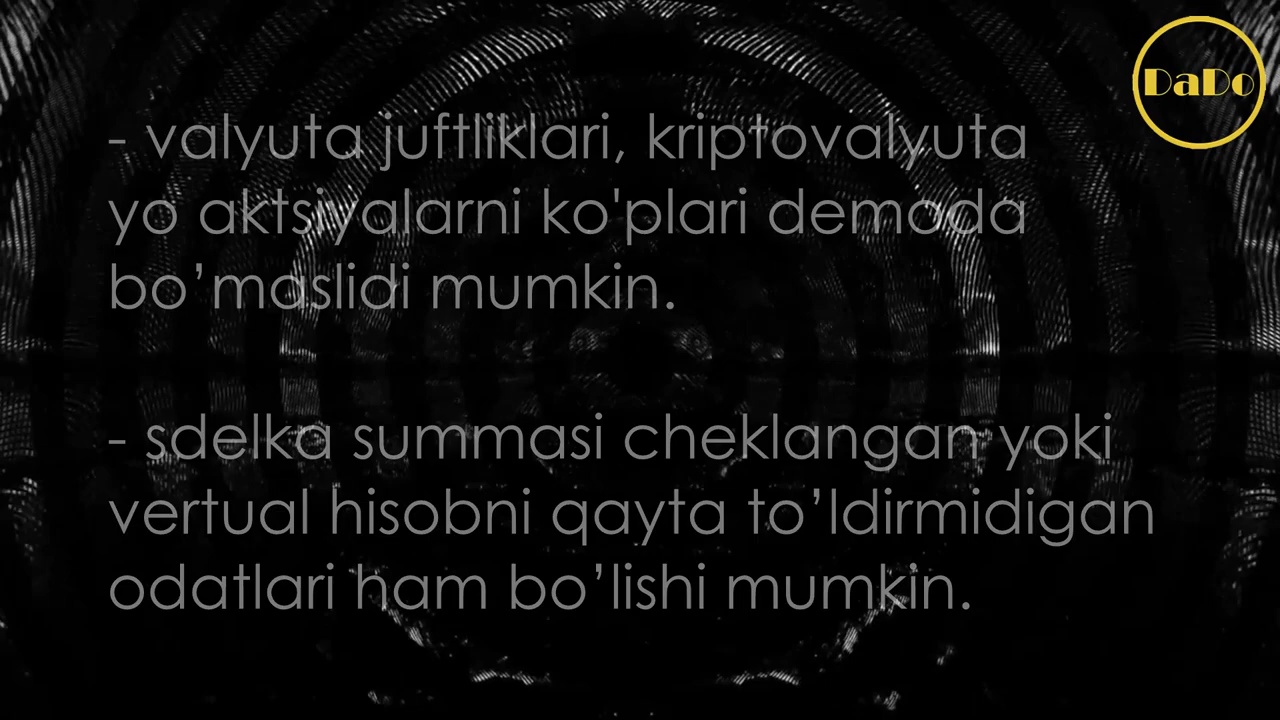 DaDo
- valyuta juftliklari, kriptovalyuta
yo aktsiyalarni ko'plari demoda
bo’maslidi mumkin.
- sdelka summasi cheklangan yoki
vertual hisobni qayta to’ldirmidigan
odatlari ham bo’lishi mumkin.